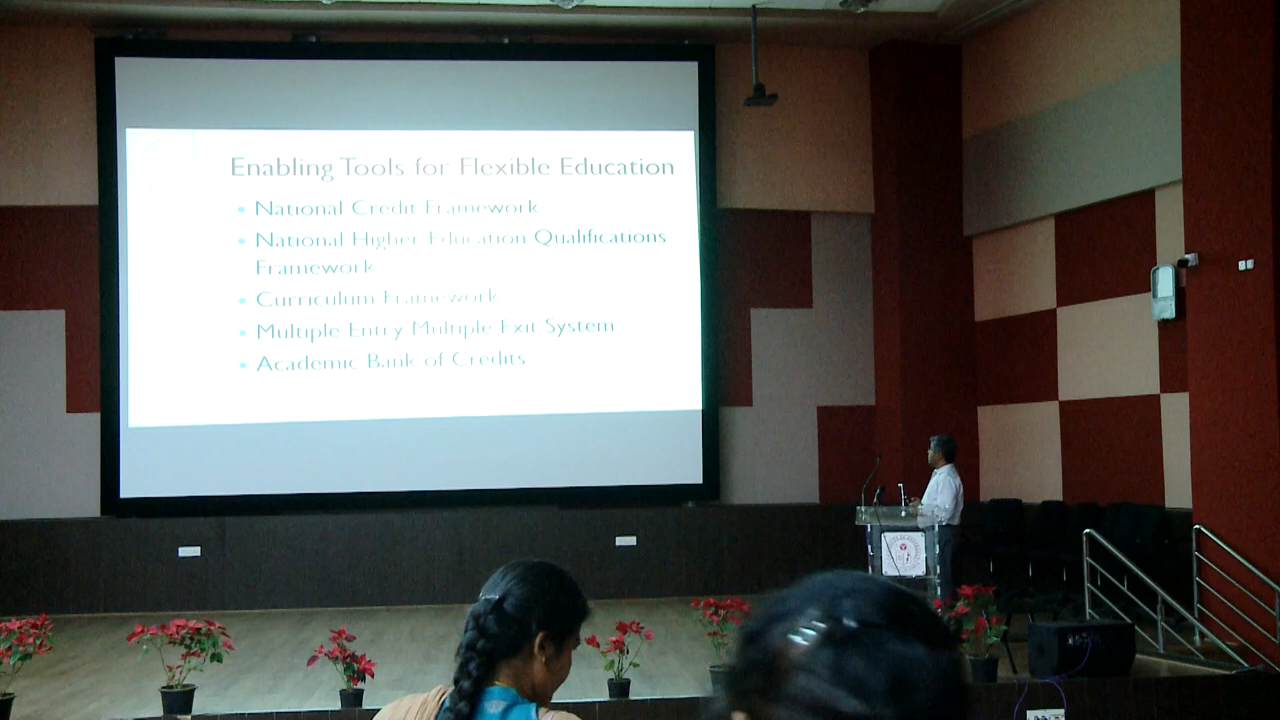 Enabling Tools for Flexible Education
• National Credit Framework
• National Higher Education Qualifications
Framework
• Curriculum Framework
• Multiple Entry Multiple Exit System
• Academic Bank of Credits